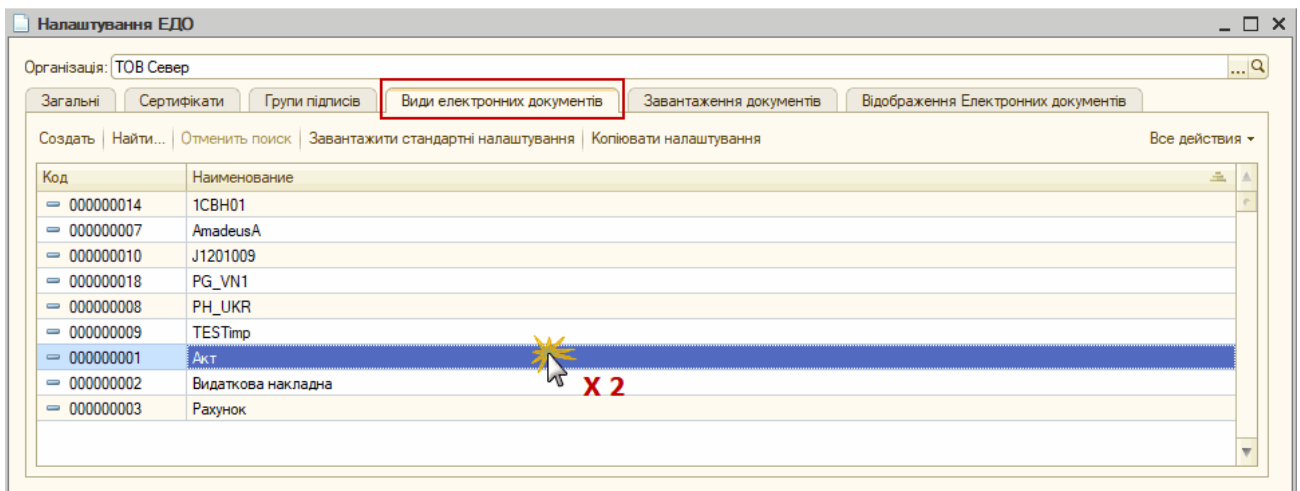 Налаштування ЕДО
Організація: ТОВ Север ...
Загальні Сертифікати Групи підписів Види електронних документів Завантаження документів Відображення Електронних документів
Создать Найти... Отменить поиск Завантажити стандартні налаштування Копіювати налаштування Все действия
Код Наименование
000000014 1CBH01
000000007 AmadeusA
000000010 J1201009
000000018 PG_VN1
000000008 PH_UKR
000000009 TESTimp
000000001 Акт
X 2
000000002 Видаткова накладна
000000003 Рахунок